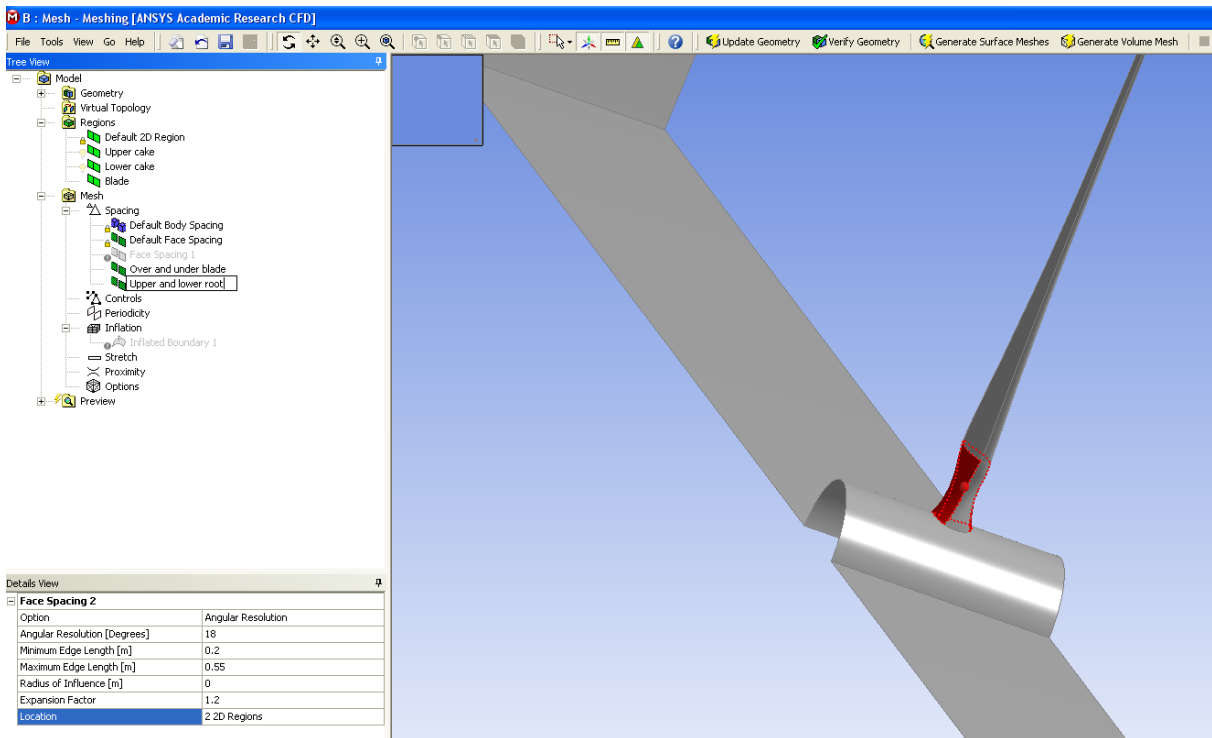 B : Mesh - Meshing [ANSYS Academic Research CFD]
File Tools View Go Help Update Geometry Verify Geometry Generate Surface Meshes Generate Volume Mesh
Tree View
Model
Geometry
Virtual Topology
Regions
Default 2D Region
Upper cake
Lower cake
Blade
Mesh
Spacing
Default Body Spacing
Default Face Spacing
Face Spacing 1
Over and under blade
Upper and lower root
Controls
Periodicity
Inflation
Inflated Boundary 1
Stretch
Proximity
Options
Preview
Details View
Face Spacing 2
Option Angular Resolution
Angular Resolution [Degrees] 18
Minimum Edge Length [m] 0.2
Maximum Edge Length [m] 0.55
Radius of Influence [m] 0
Expansion Factor 1.2
Location 2 2D Regions